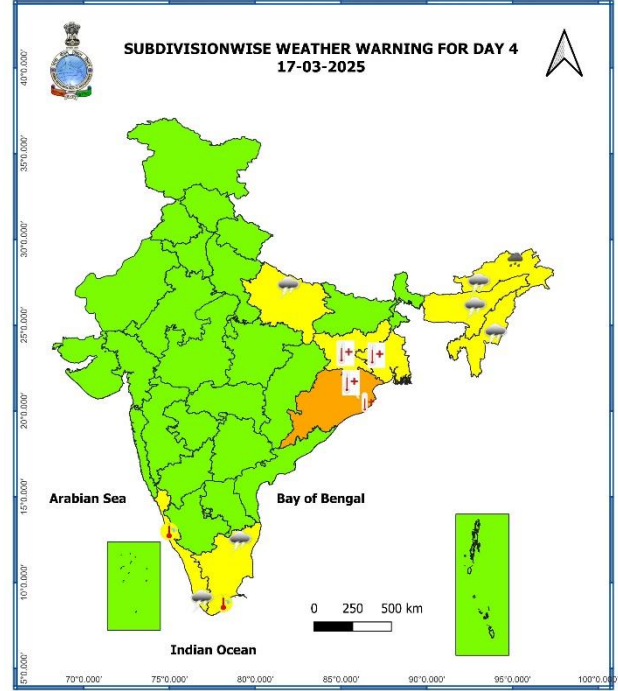 SUBDIVISIONWISE WEATHER WARNING FOR DAY 4
17-03-2025
40°0.000'
35°0.000'
30°0.000'
25°0.000'
20°0.000'
15°0.000'
10°0.000'
5°0.000'
Arabian Sea
Bay of Bengal
0 250 500 km
Indian Ocean
70°0.000' 75°0.000' 80°0.000' 85°0.000' 90°0.000' 95°0.000' 100°0.000'